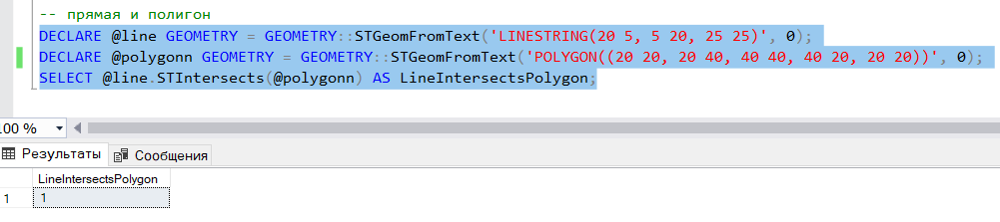 -- прямая и полигон
DECLARE @line GEOMETRY = GEOMETRY::STGeomFromText('LINESTRING(20 5, 5 20, 25 25)', 0);
DECLARE @polygonn GEOMETRY = GEOMETRY::STGeomFromText('POLYGON((20 20, 20 40, 40 40, 40 20, 20 20))', 0);
SELECT @line.STIntersects(@polygonn) AS LineIntersectsPolygon;
00 %
Результаты Сообщения
LineIntersectsPolygon
1 1